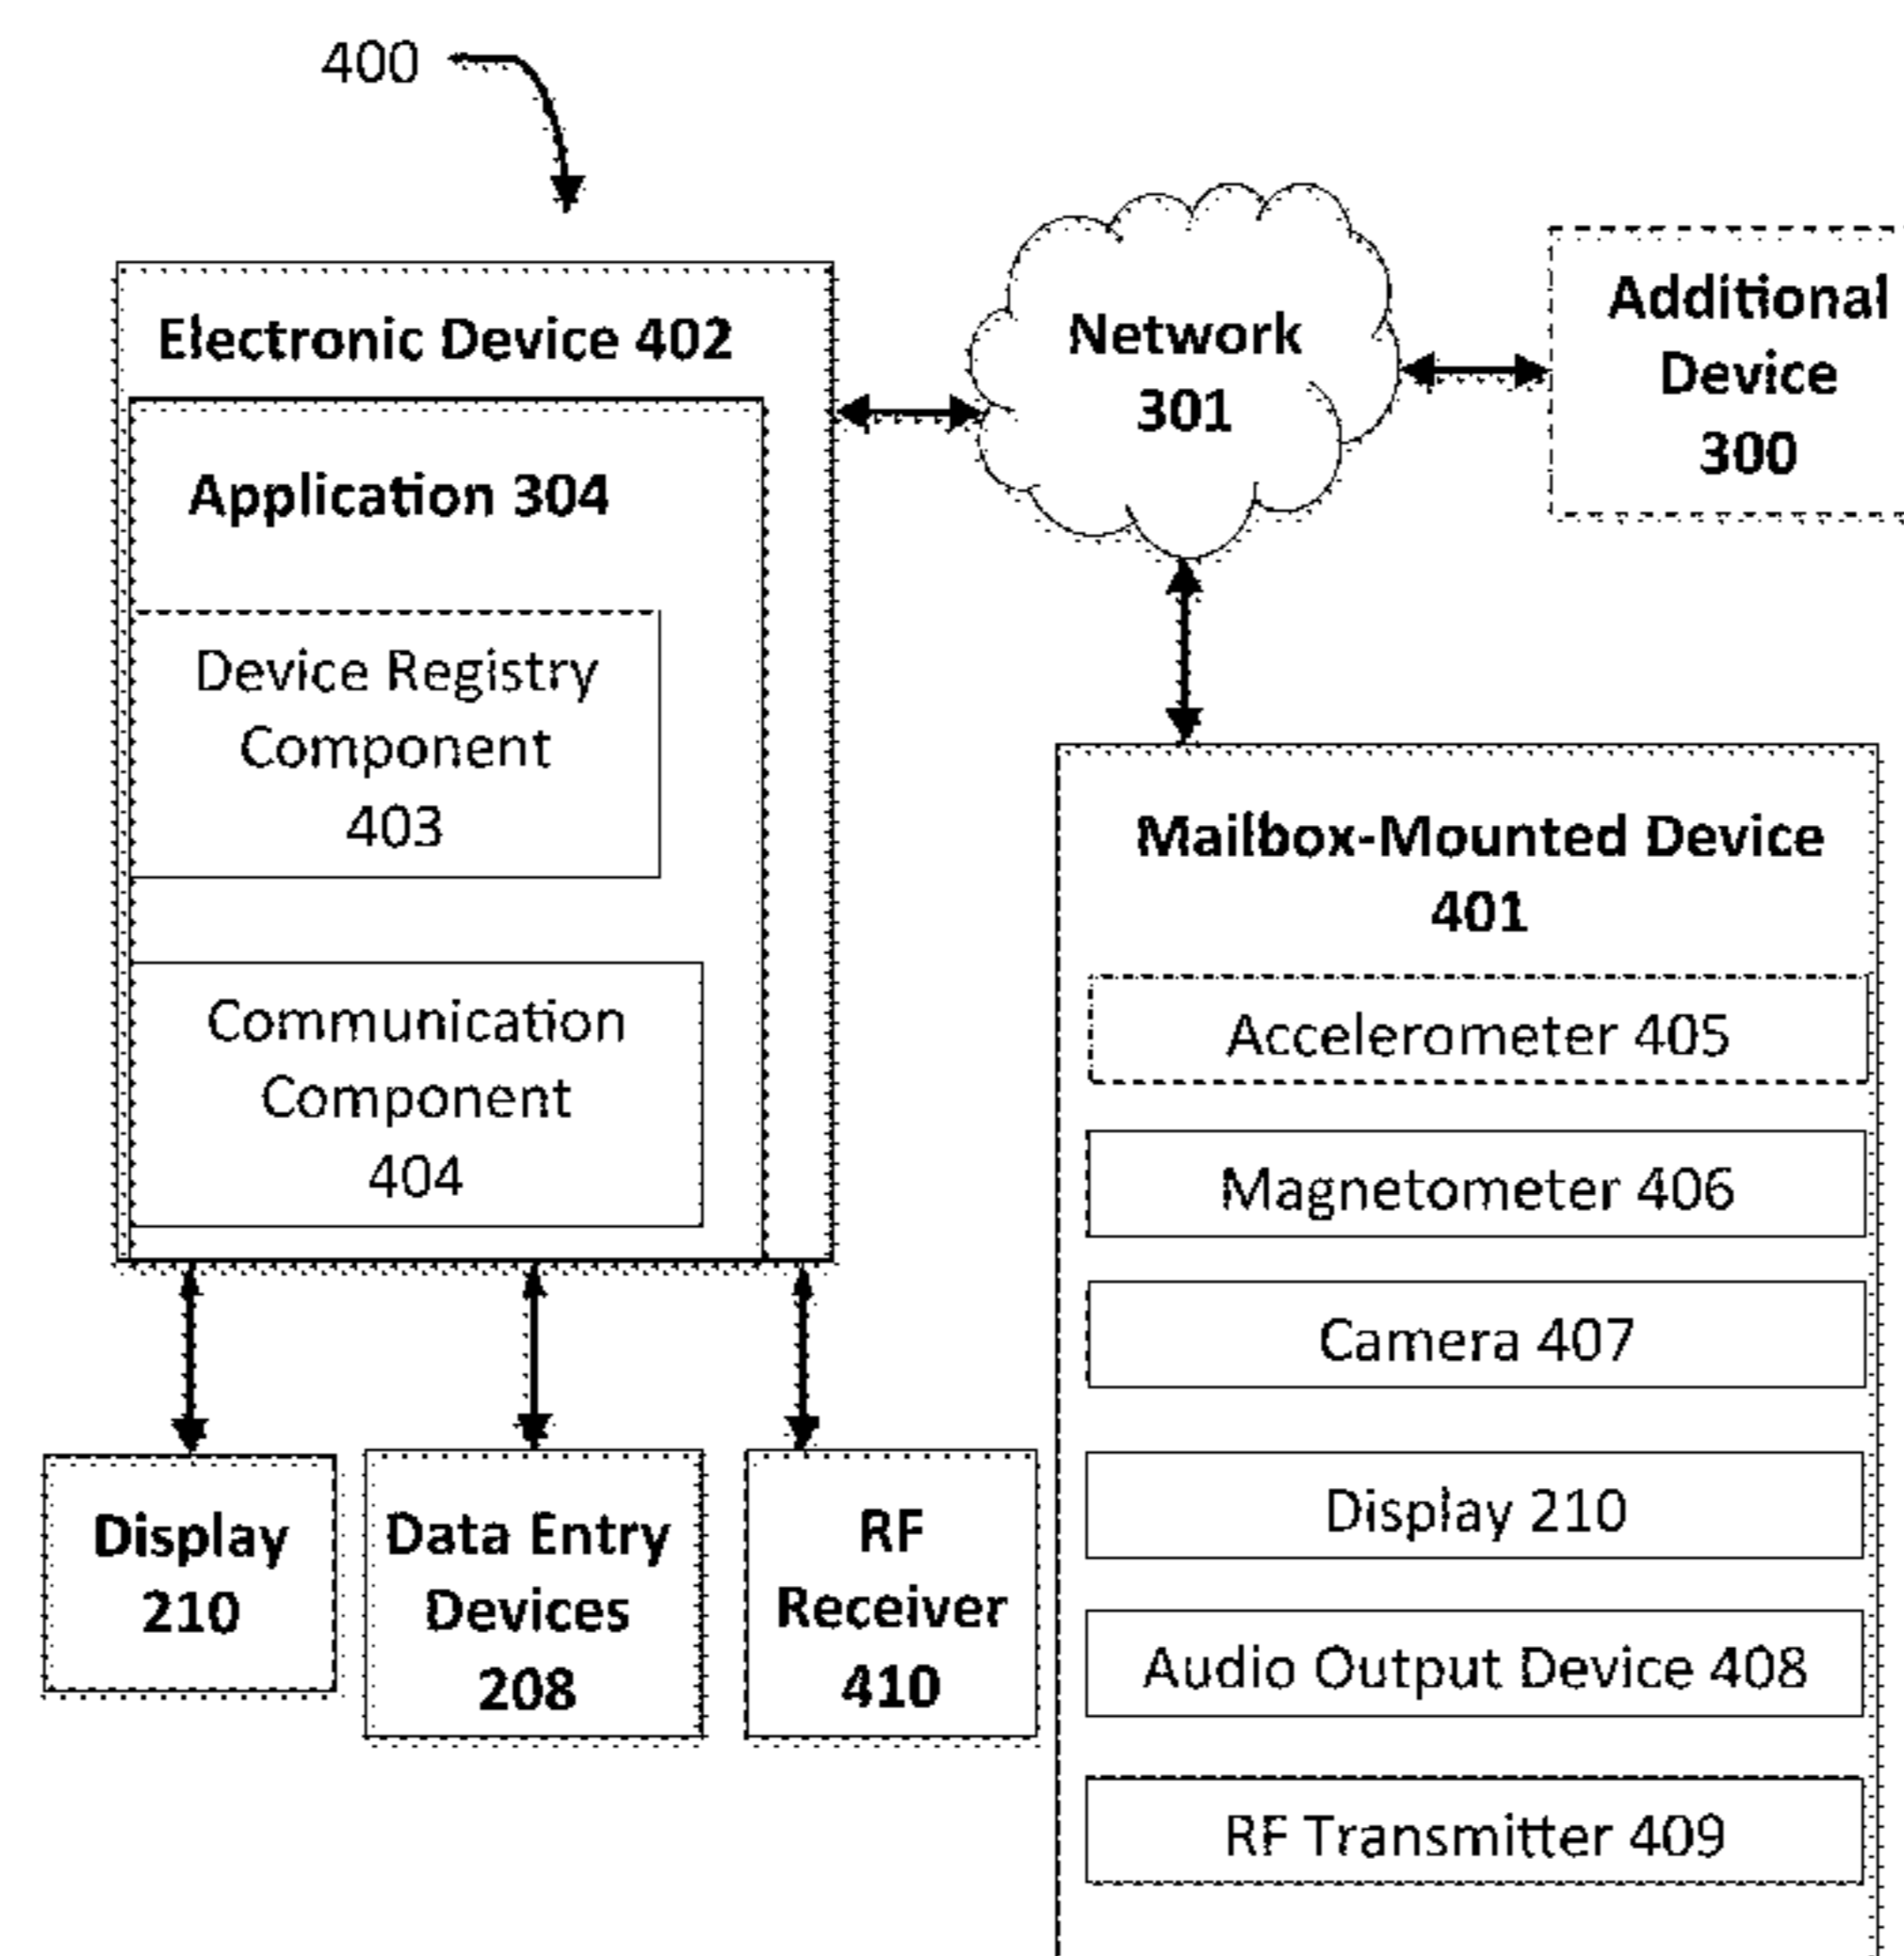 400
Electronic Device 402
Application 304
Device Registry
Component
403
Communication
Component
404
Network
301
Additional
Device
300
Mailbox-Mounted Device
401
Accelerometer 405
Magnetometer 406
Camera 407
Display 210
Audio Output Device 408
RF Transmitter 409
Display
210
Data Entry
Devices
208
RF
Receiver
410